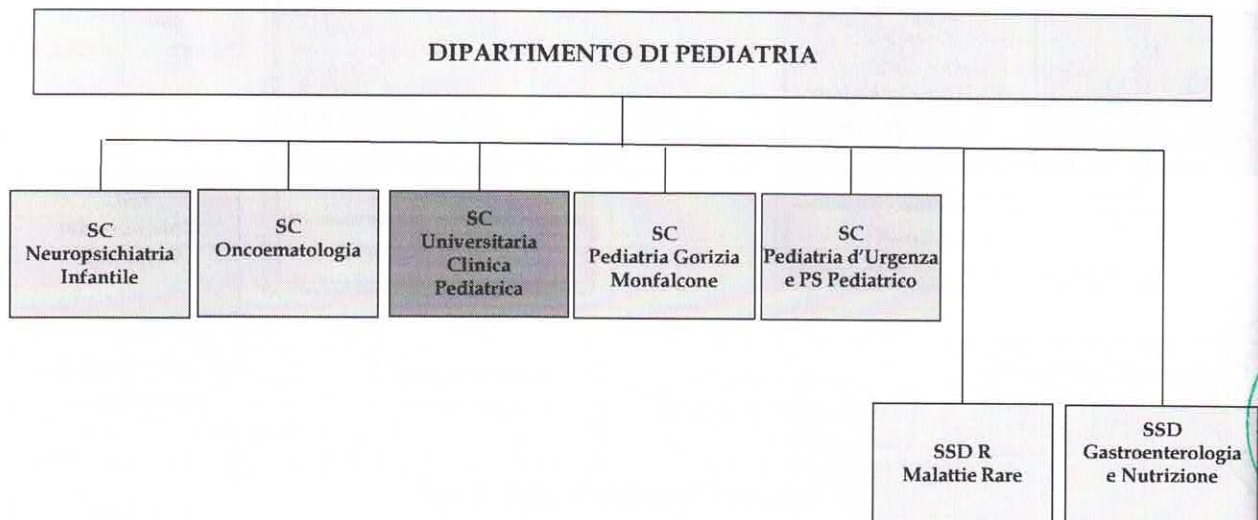 DIPARTIMENTO DI PEDIATRIA
SC
Neuropsichiatria
Infantile
SC
Oncoematologia
SC
Universitaria
Clinica
Pediatrica
SC
Pediatria Gorizia
Monfalcone
SC
Pediatria d'Urgenza
e PS Pediatrico
SSD R
Malattie Rare
SSD
Gastroenterologia
e Nutrizione